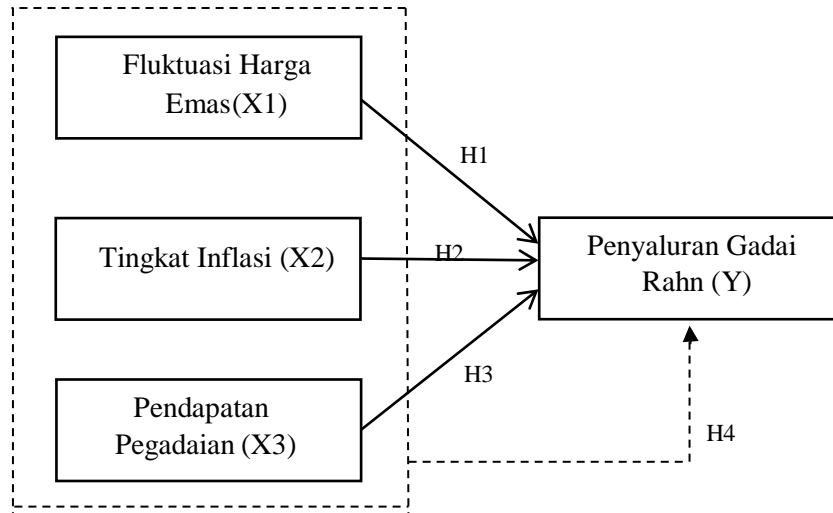 Fluktuasi Harga
Emas(X1)
H1
Tingkat Inflasi (X2)
H2
Penyaluran Gadai
Rahn (Y)
Pendapatan
Pegadaian (X3)
H3
H4